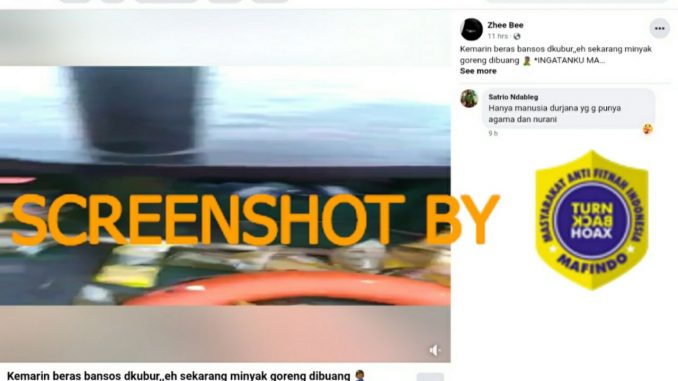 Zhee Bee
11 hrs ·
Kemarin beras bansos dkubur,,eh sekarang minyak
goreng dibuang 🤦 *INGATANKU MA...
See more
Satrio Ndableg
Hanya manusia durjana yg g punya
agama dan nurani
9 h
SCREENSHOT BY
MASYARAKAT ANTI FITNAH INDONESIA
TURN
BACK
HOAX
MAFINDO
Kemarin beras bansos dkubur,,eh sekarang minyak goreng dibuang 🤦